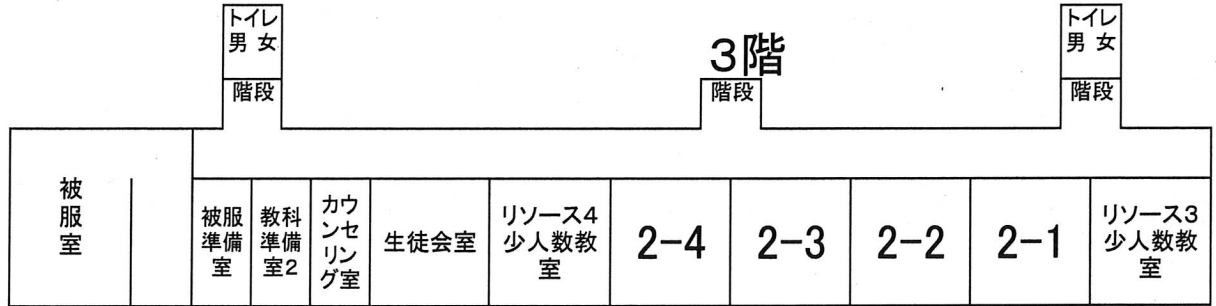 トイレ
男 女
階段
3階
階段
トイレ
男 女
階段
被
服
室
被服
準備
室
教科
準備
室2
カウ
ンセ
リン
グ室
生徒会室
リソース4
少人数教
室
2-4
2-3
2-2
2-1
リソース3
少人数教
室